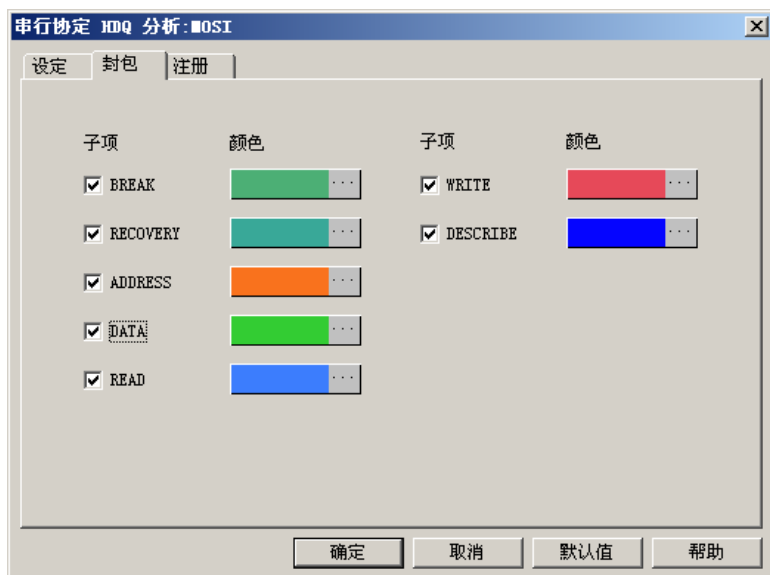 串行协定 HDQ 分析:MOSI
设定 封包 注册
子项 颜色 子项 颜色
BREAK ... WRITE ...
RECOVERY ... DESCRIBE ...
ADDRESS ...
DATA ...
READ ...
确定 取消 默认值 帮助